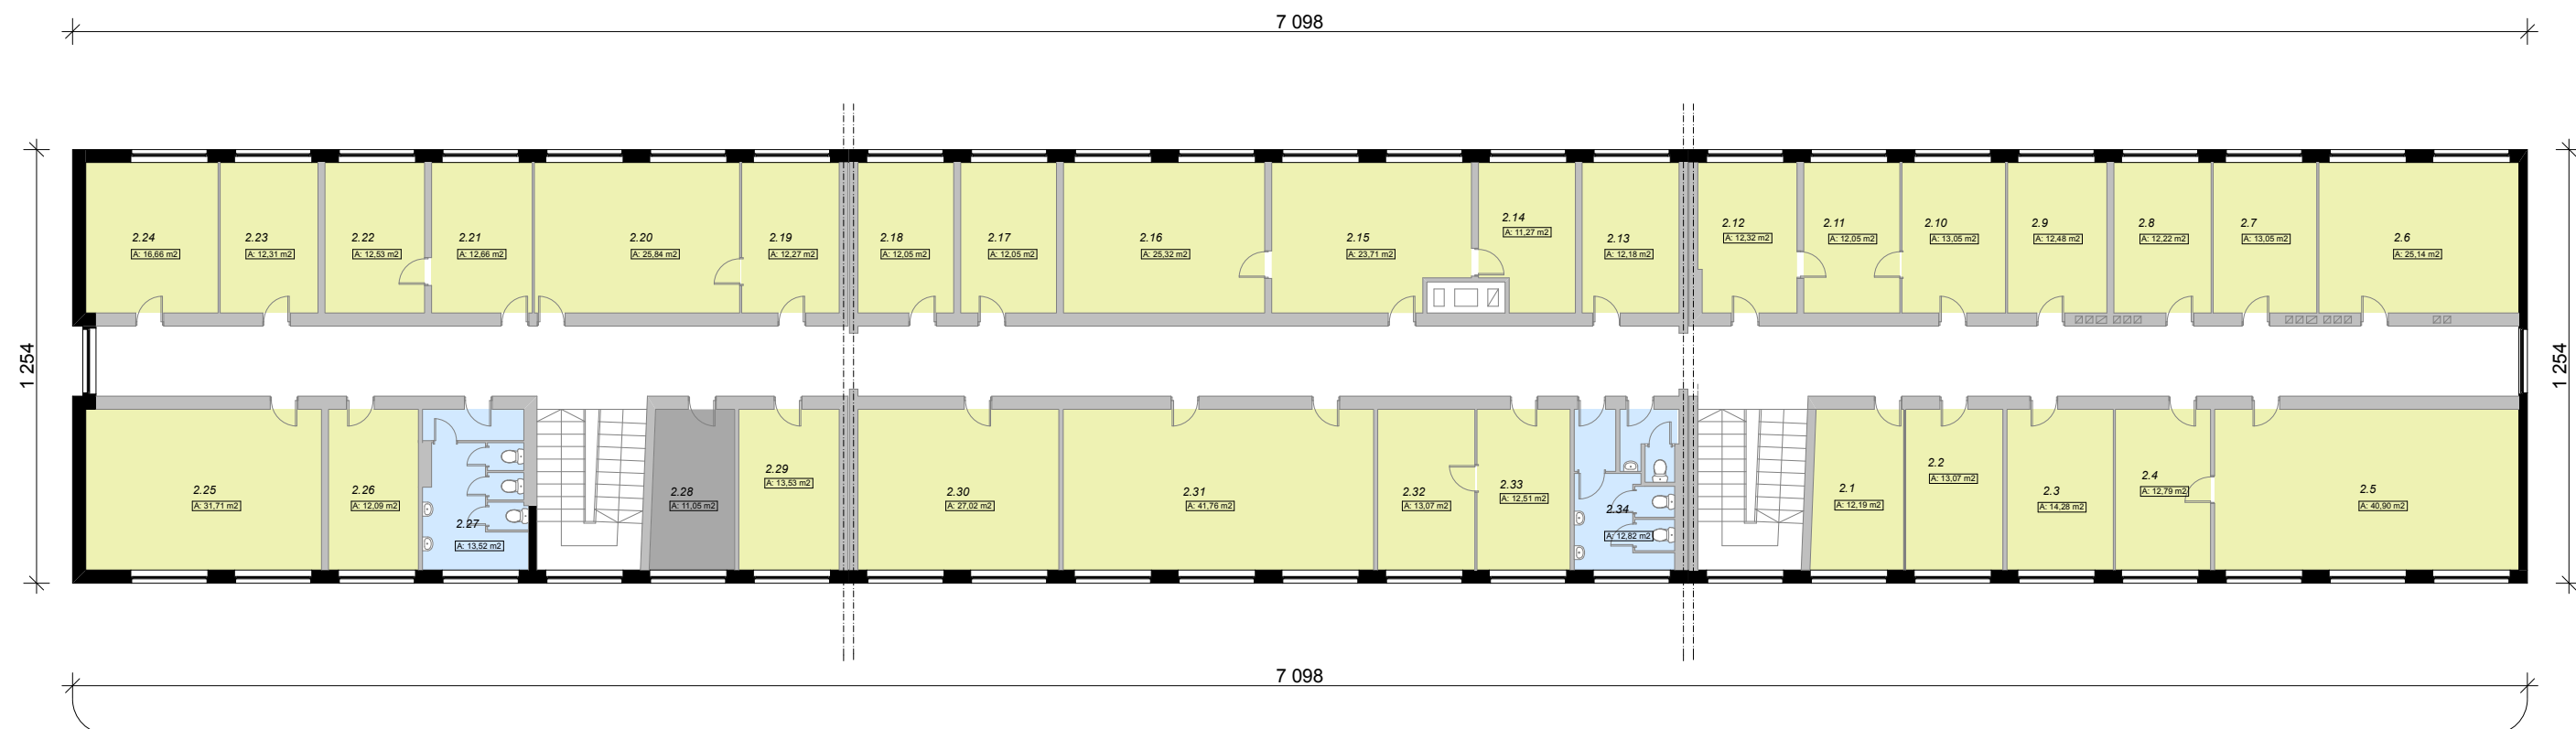 7 098
2.24
A: 16,66 m2
2.23
A: 12,31 m2
2.22
A: 12,53 m2
2.21
A: 12,66 m2
2.20
A: 25,84 m2
2.19
A: 12,27 m2
2.18
A: 12,05 m2
2.17
A: 12,05 m2
2.16
A: 25,32 m2
2.15
A: 23,71 m2
2.14
A: 11,27 m2
2.13
A: 12,18 m2
2.12
A: 12,32 m2
2.11
A: 12,05 m2
2.10
A: 13,05 m2
2.9
A: 12,48 m2
2.8
A: 12,22 m2
2.7
A: 13,05 m2
2.6
A: 25,14 m2
1 254
1 254
2.25
A: 31,71 m2
2.26
A: 12,09 m2
2.27
A: 13,52 m2
2.28
A: 11,05 m2
2.29
A: 13,53 m2
2.30
A: 27,02 m2
2.31
A: 41,76 m2
2.32
A: 13,07 m2
2.33
A: 12,51 m2
2.34
A: 12,82 m2
2.1
A: 12,19 m2
2.2
A: 13,07 m2
2.3
A: 14,28 m2
2.4
A: 12,79 m2
2.5
A: 40,90 m2
7 098